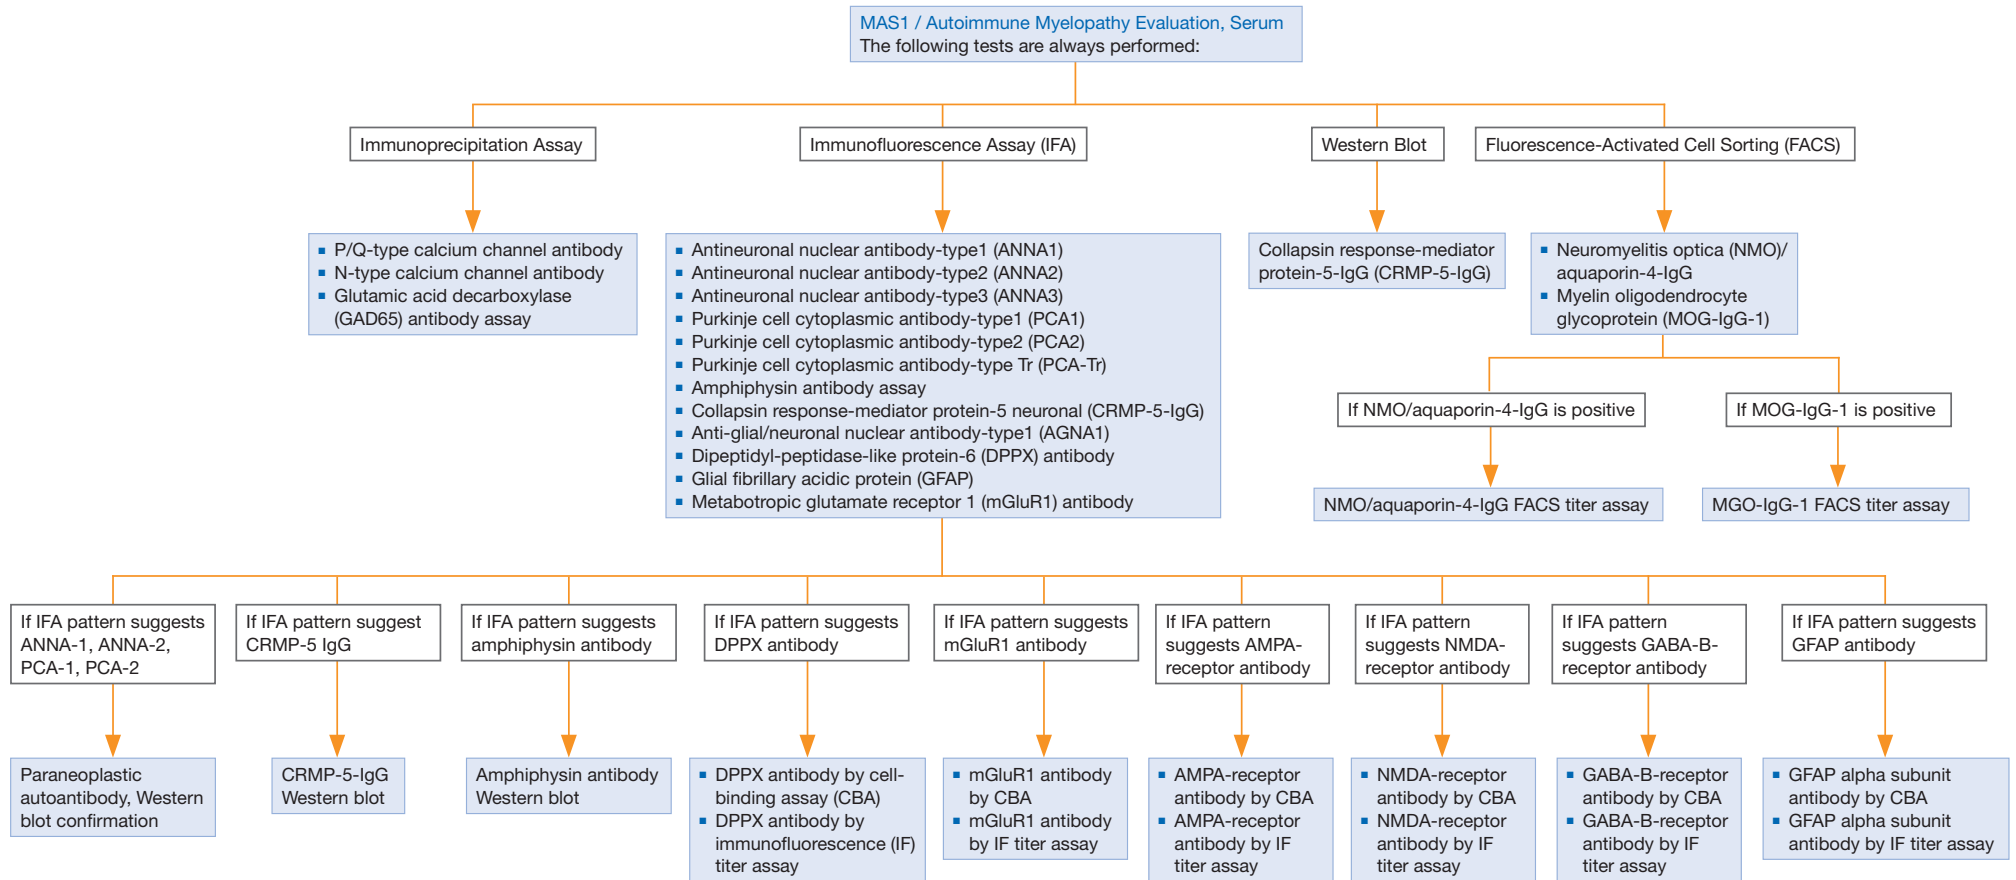 MAS1 / Autoimmune Myelopathy Evaluation, Serum
The following tests are always performed:
Immunoprecipitation Assay
Immunofluorescence Assay (IFA)
Western Blot
Fluorescence-Activated Cell Sorting (FACS)
▪ P/Q-type calcium channel antibody
▪ N-type calcium channel antibody
▪ Glutamic acid decarboxylase
(GAD65) antibody assay
▪ Antineuronal nuclear antibody-type1 (ANNA1)
▪ Antineuronal nuclear antibody-type2 (ANNA2)
▪ Antineuronal nuclear antibody-type3 (ANNA3)
▪ Purkinje cell cytoplasmic antibody-type1 (PCA1)
▪ Purkinje cell cytoplasmic antibody-type2 (PCA2)
▪ Purkinje cell cytoplasmic antibody-type Tr (PCA-Tr)
▪ Amphiphysin antibody assay
▪ Collapsin response-mediator protein-5 neuronal (CRMP-5-IgG)
▪ Anti-glial/neuronal nuclear antibody-type1 (AGNA1)
▪ Dipeptidyl-peptidase-like protein-6 (DPPX) antibody
▪ Glial fibrillary acidic protein (GFAP)
▪ Metabotropic glutamate receptor 1 (mGluR1) antibody
Collapsin response-mediator
protein-5-IgG (CRMP-5-IgG)
▪ Neuromyelitis optica (NMO)/
aquaporin-4-IgG
▪ Myelin oligodendrocyte
glycoprotein (MOG-IgG-1)
If NMO/aquaporin-4-IgG is positive
If MOG-IgG-1 is positive
NMO/aquaporin-4-IgG FACS titer assay
MGO-IgG-1 FACS titer assay
If IFA pattern suggests
ANNA-1, ANNA-2,
PCA-1, PCA-2
If IFA pattern suggest
CRMP-5 IgG
If IFA pattern suggests
amphiphysin antibody
If IFA pattern suggests
DPPX antibody
If IFA pattern suggests
mGluR1 antibody
If IFA pattern
suggests AMPA-
receptor antibody
If IFA pattern
suggests NMDA-
receptor antibody
If IFA pattern
suggests GABA-B-
receptor antibody
If IFA pattern suggests
GFAP antibody
Paraneoplastic
autoantibody, Western
blot confirmation
CRMP-5-IgG
Western blot
Amphiphysin antibody
Western blot
▪ DPPX antibody by cell-
binding assay (CBA)
▪ DPPX antibody by
immunofluorescence (IF)
titer assay
▪ mGluR1 antibody
by CBA
▪ mGluR1 antibody
by IF titer assay
▪ AMPA-receptor
antibody by CBA
▪ AMPA-receptor
antibody by IF
titer assay
▪ NMDA-receptor
antibody by CBA
▪ NMDA-receptor
antibody by IF
titer assay
▪ GABA-B-receptor
antibody by CBA
▪ GABA-B-receptor
antibody by IF
titer assay
▪ GFAP alpha subunit
antibody by CBA
▪ GFAP alpha subunit
antibody by IF titer assay